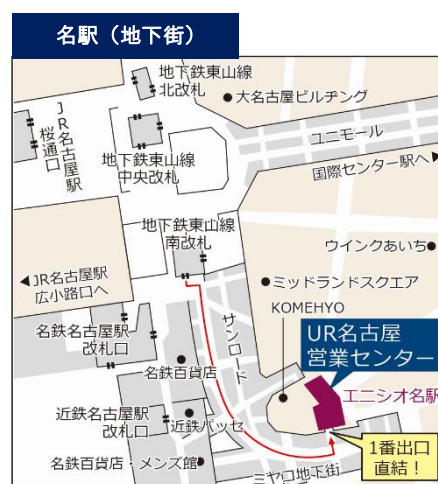 名駅（地下街）
地下鉄東山線
北改札
大名古屋ビルヂング
JR名古屋駅
桜通口
ユニモール
地下鉄東山線
中央改札
国際センター駅へ
地下鉄東山線
南改札
ウインクあいち
JR名古屋駅
広小路口へ
ミッドランドスクエア
KOMEHYO
サンロード
名鉄名古屋駅
改札口
UR名古屋
営業センター
名鉄百貨店
エニシオ名駅
近鉄名古屋駅
改札口
近鉄パッセ
1番出口
直結！
名鉄百貨店・メンズ館
ミヤコ地下街